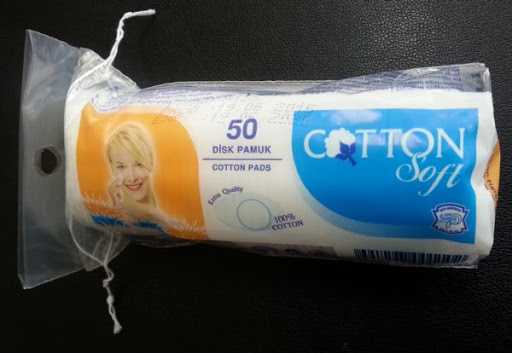 50
DİSK PAMUK
COTTON PADS
Extra Quality
100%
COTTON
COTTON
Soft